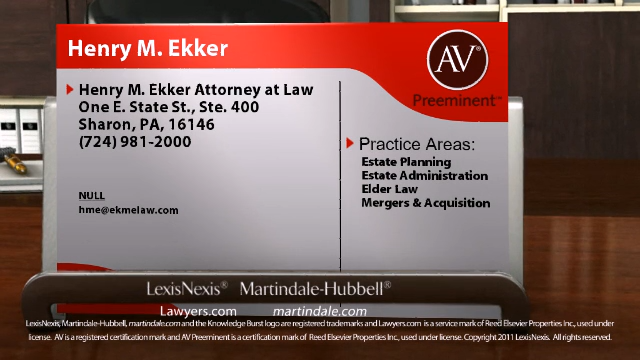 Henry M. Ekker
AV®
Preeminent™
Henry M. Ekker Attorney at Law
One E. State St., Ste. 400
Sharon, PA, 16146
(724) 981-2000
NULL
hme@ekmelaw.com
Practice Areas:
Estate Planning
Estate Administration
Elder Law
Mergers & Acquisition
LexisNexis® Martindale-Hubbell®
Lawyers.com martindale.com
LexisNexis, Martindale-Hubbell, martindale.com and the Knowledge Burst logo are registered trademarks and Lawyers.com is a service mark of Reed Elsevier Properties Inc., used under
license. AV is a registered certification mark and AV Preeminent is a certification mark of Reed Elsevier Properties Inc., used under license. Copyright 2011 LexisNexis. All rights reserved.